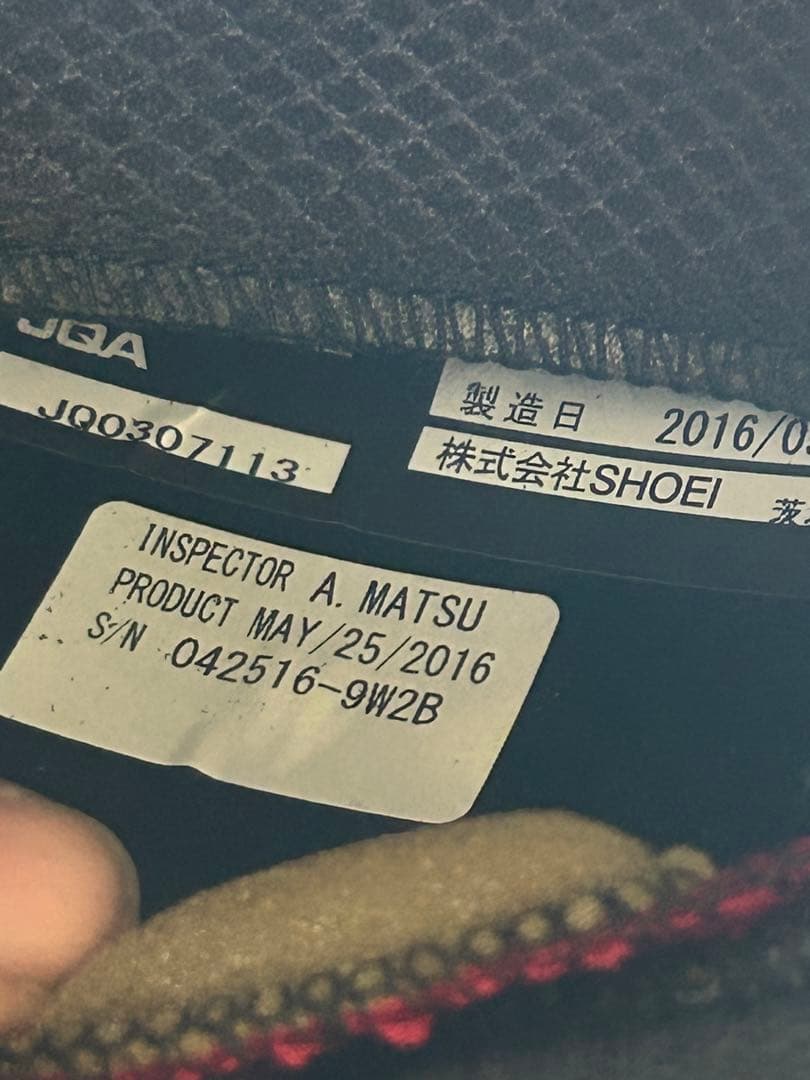 JQA
JQ0307113
製造日 2016/0
株式会社SHOEI 茨
INSPECTOR A. MATSU
PRODUCT MAY/25/2016
S/N 042516-9W2B